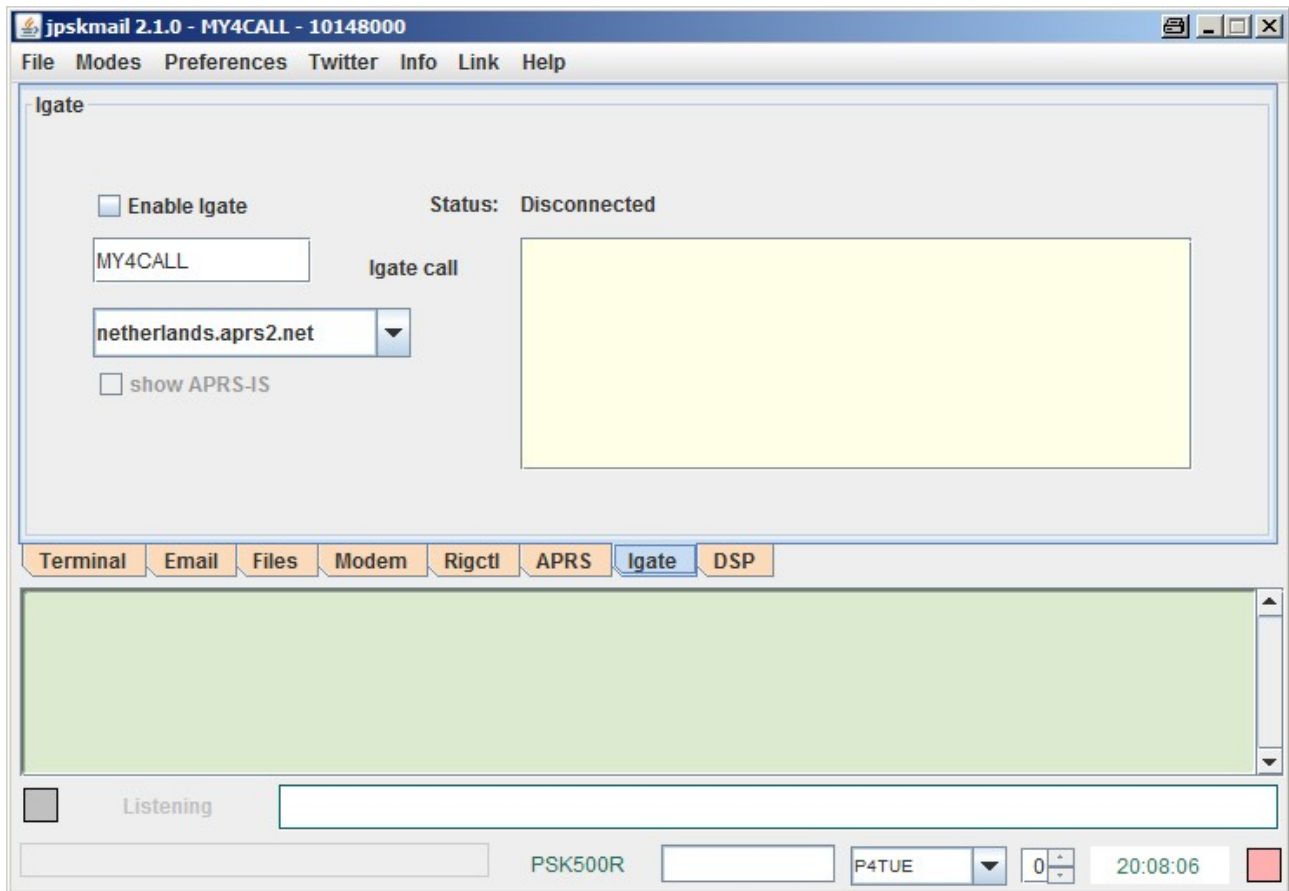 jpskmail 2.1.0 - MY4CALL - 10148000
File Modes Preferences Twitter Info Link Help
Igate
Enable Igate Status: Disconnected
MY4CALL Igate call
netherlands.aprs2.net
show APRS-IS
Terminal Email Files Modem Rigctl APRS Igate DSP
Listening
PSK500R P4TUE 0 20:08:06